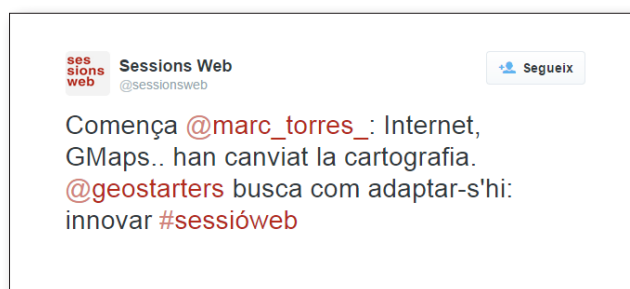 ses
sions
web
Sessions Web
@sessionsweb
Segueix
Comença @marc_torres_: Internet,
GMaps.. han canviat la cartografia.
@geostarters busca com adaptar-s'hi:
innovar #sessióweb